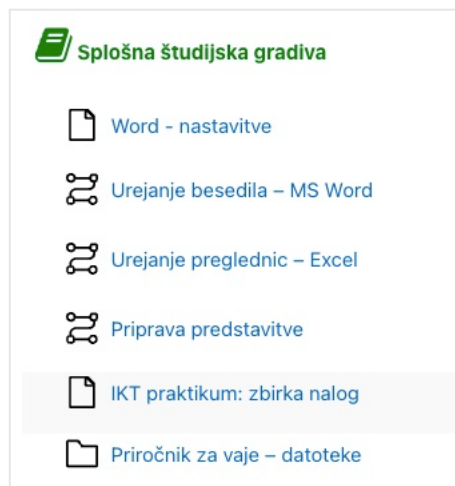 Splošna študijska gradiva
Word - nastavitve
Urejanje besedila – MS Word
Urejanje preglednic – Excel
Priprava predstavitve
IKT praktikum: zbirka nalog
Priročnik za vaje – datoteke